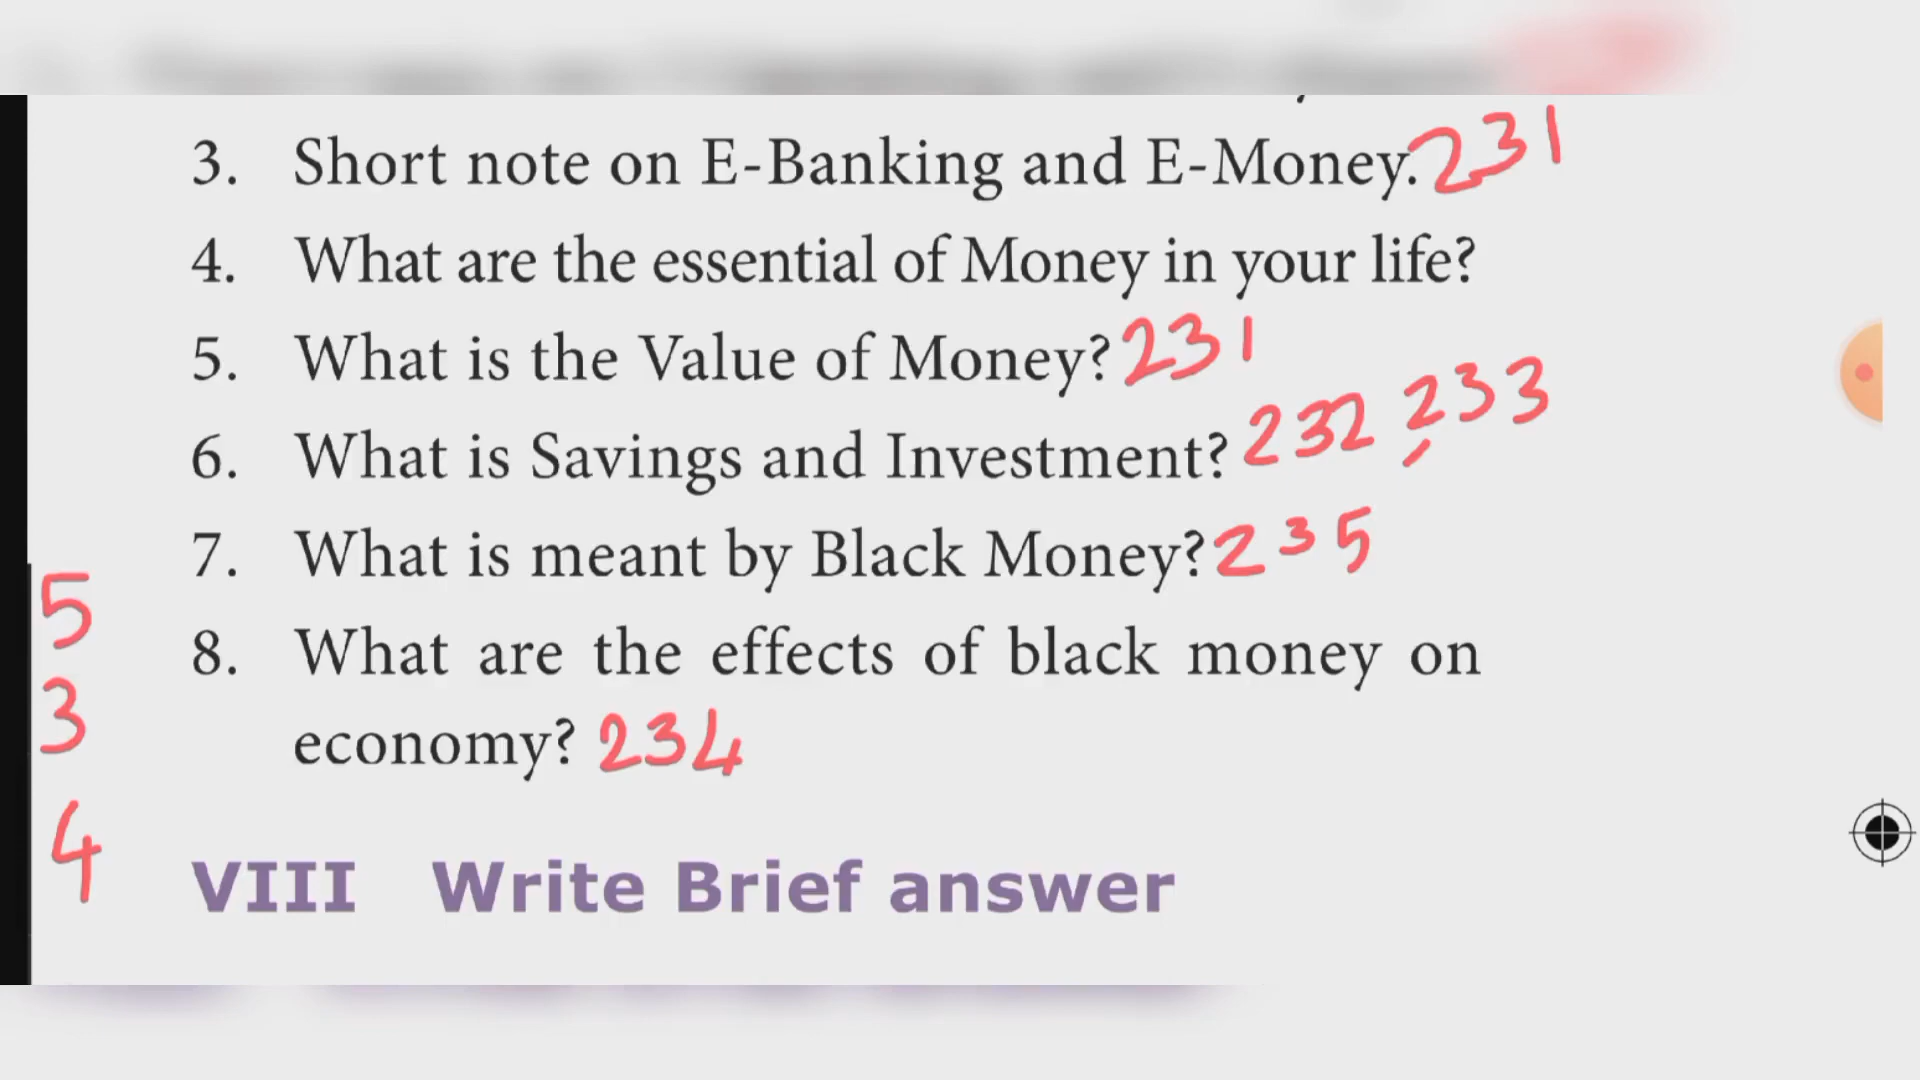 3. Short note on E-Banking and E-Money. 231
4. What are the essential of Money in your life?
5. What is the Value of Money? 231
6. What is Savings and Investment? 232, 233
7. What is meant by Black Money? 235
5
8. What are the effects of black money on
3
economy? 234
4
VIII Write Brief answer